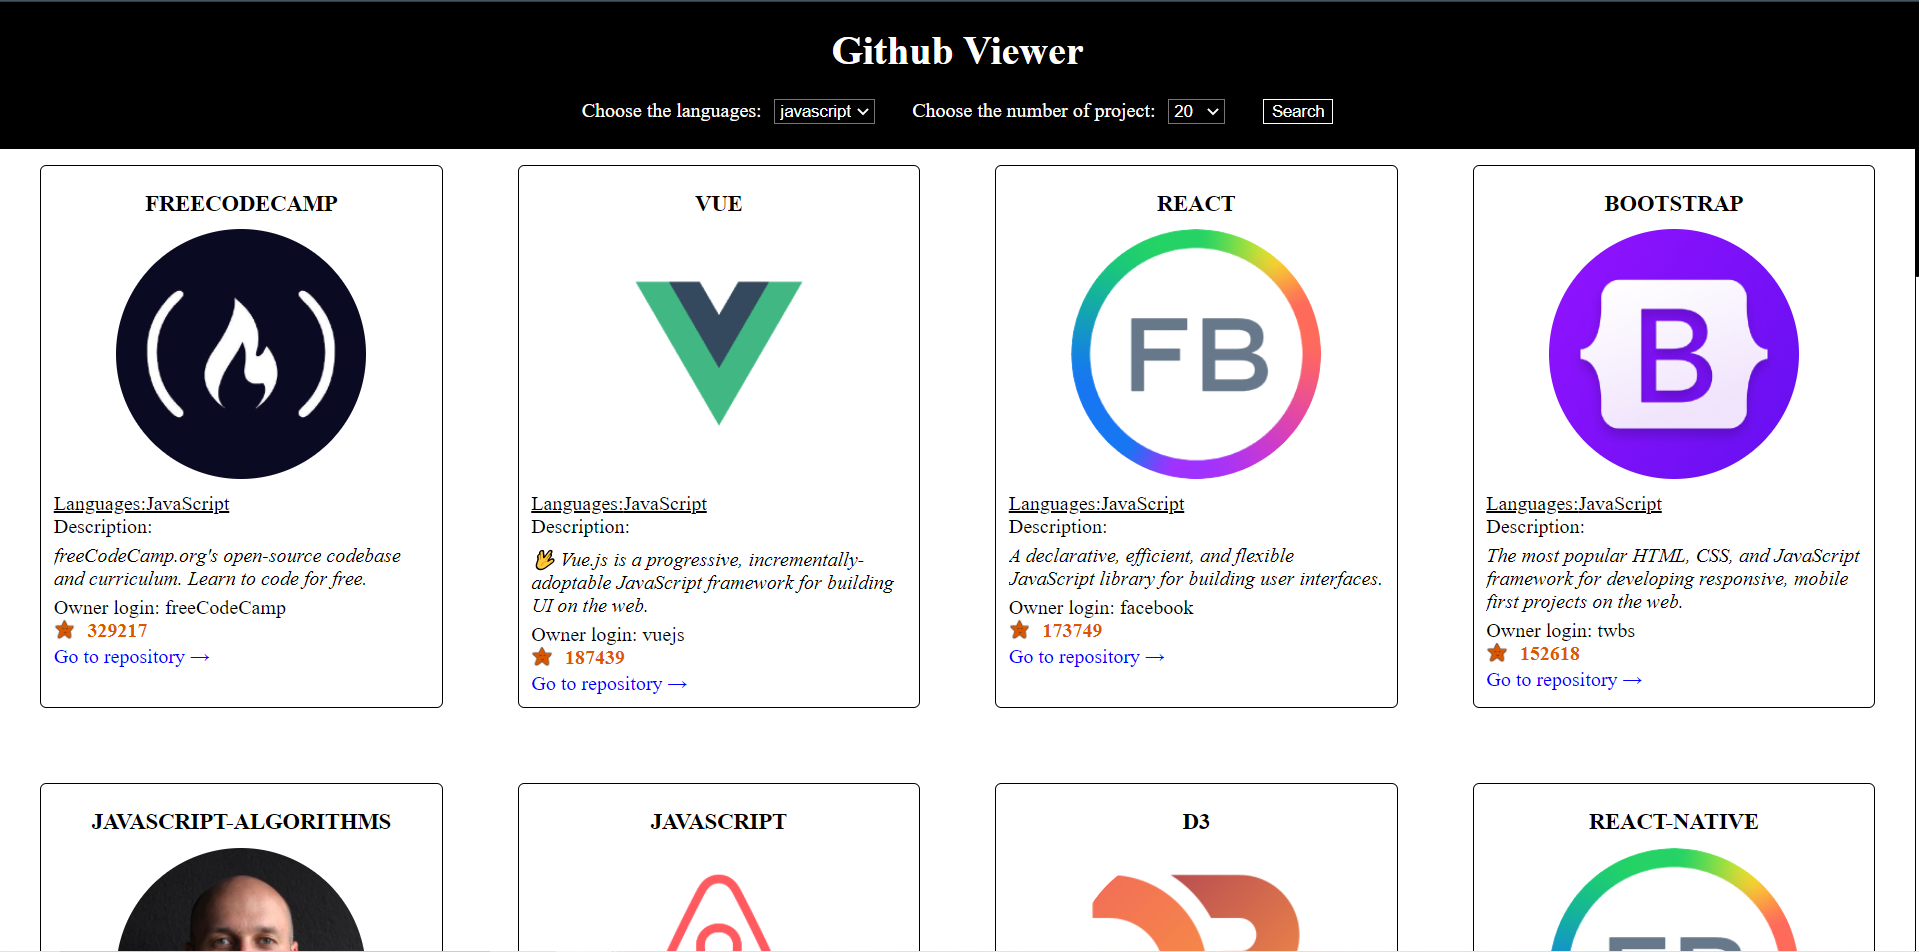 Github Viewer
Choose the languages: javascript Choose the number of project: 20 Search
FREECODECAMP
Languages:JavaScript
Description:
freeCodeCamp.org's open-source codebase
and curriculum. Learn to code for free.
Owner login: freeCodeCamp
329217
Go to repository →
VUE
Languages:JavaScript
Description:
🖖 Vue.js is a progressive, incrementally-
adoptable JavaScript framework for building
UI on the web.
Owner login: vuejs
187439
Go to repository →
REACT
FB
Languages:JavaScript
Description:
A declarative, efficient, and flexible
JavaScript library for building user interfaces.
Owner login: facebook
173749
Go to repository →
BOOTSTRAP
B
Languages:JavaScript
Description:
The most popular HTML, CSS, and JavaScript
framework for developing responsive, mobile
first projects on the web.
Owner login: twbs
152618
Go to repository →
JAVASCRIPT-ALGORITHMS
JAVASCRIPT
D3
REACT-NATIVE
FB